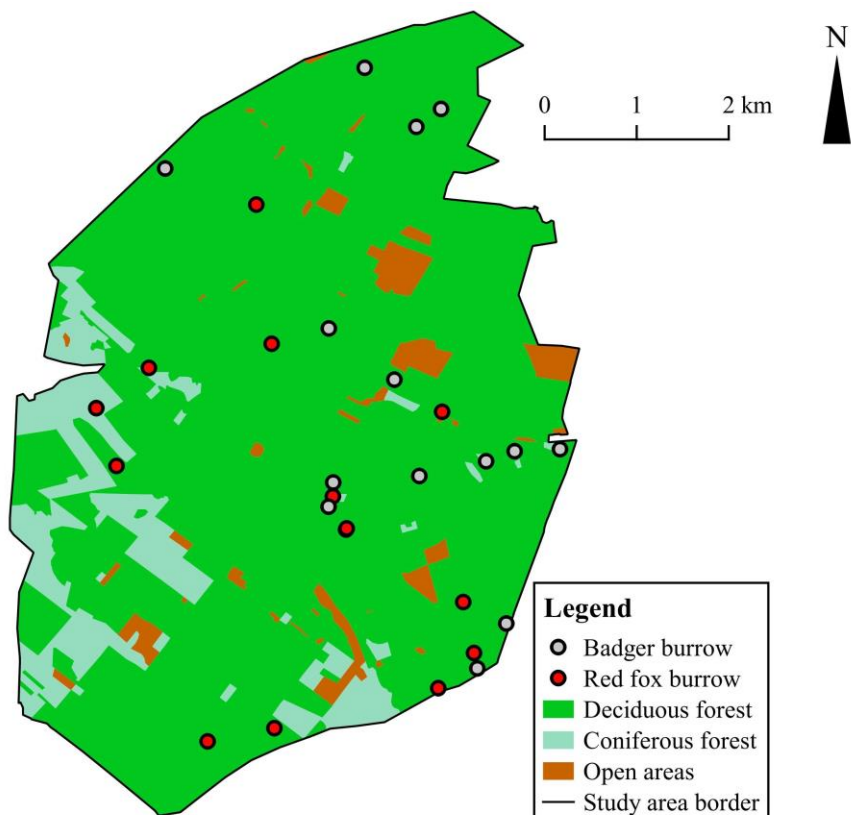 N
0 1 2 km
Legend
Badger burrow
Red fox burrow
Deciduous forest
Coniferous forest
Open areas
Study area border